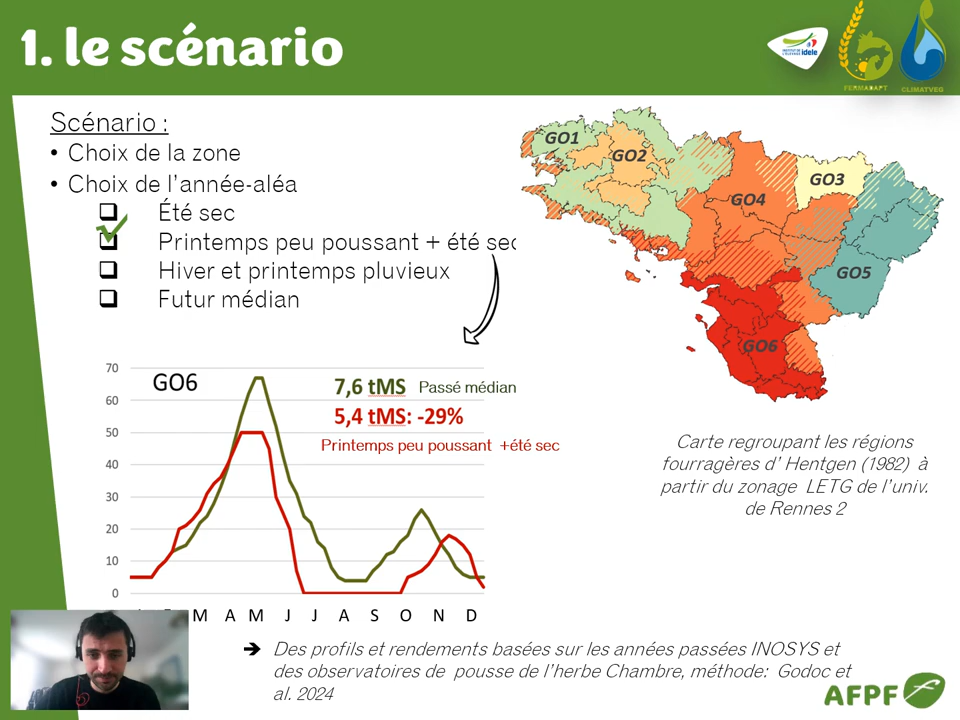 1. le scénario
INSTITUT DE L'ÉLEVAGE idele
FERMADAPT
CLIMATVEG
Scénario :
• Choix de la zone
• Choix de l'année-aléa
Été sec
Printemps peu poussant + été sec
Hiver et printemps pluvieux
Futur médian
GO1
GO2
GO3
GO4
GO5
GO6
70
60
50
40
30
20
10
0
GO6
7,6 tMS Passé médian
5,4 tMS: -29%
Printemps peu poussant +été sec
M A M J J A S O N D
Carte regroupant les régions
fourragères d' Hentgen (1982) à
partir du zonage LETG de l'univ.
de Rennes 2
➔ Des profils et rendements basées sur les années passées INOSYS et
des observatoires de pousse de l'herbe Chambre, méthode: Godoc et
al. 2024
AFPF